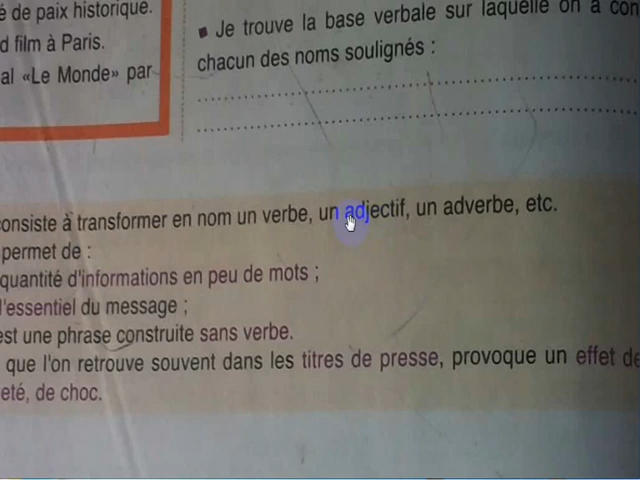 é de paix historique.
d film à Paris.
al «Le Monde» par
■ Je trouve la base verbale sur laquelle on a con
chacun des noms soulignés :
onsiste à transformer en nom un verbe, un adjectif, un adverbe, etc.
permet de :
quantité d'informations en peu de mots ;
l'essentiel du message ;
est une phrase construite sans verbe.
que l'on retrouve souvent dans les titres de presse, provoque un effet de
eté, de choc.